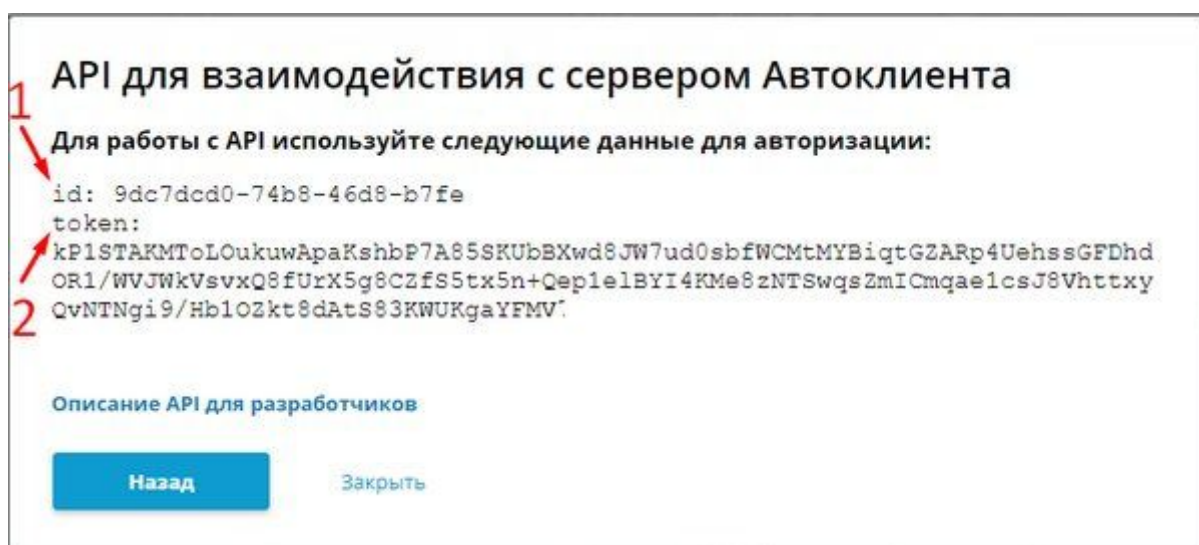 API для взаимодействия с сервером Автоклиента
1
Для работы с API используйте следующие данные для авторизации:
id: 9dc7dcd0-74b8-46d8-b7fe
token:
kP1STAKMToLOukuwApaKshbP7A85SKUbBXwd8JW7ud0sbfWCMtMYBiqtGZARp4UehssGFDhd
OR1/WVJWkVsvxQ8fUrX5g8CZfS5tx5n+Qep1elBYI4KMe8zNTSwqsZmICmqae1csJ8Vhttxy
QvNTNgi9/Hb1OZkt8dAtS83KWUKgaYFMV
2
Описание API для разработчиков
Назад Закрыть